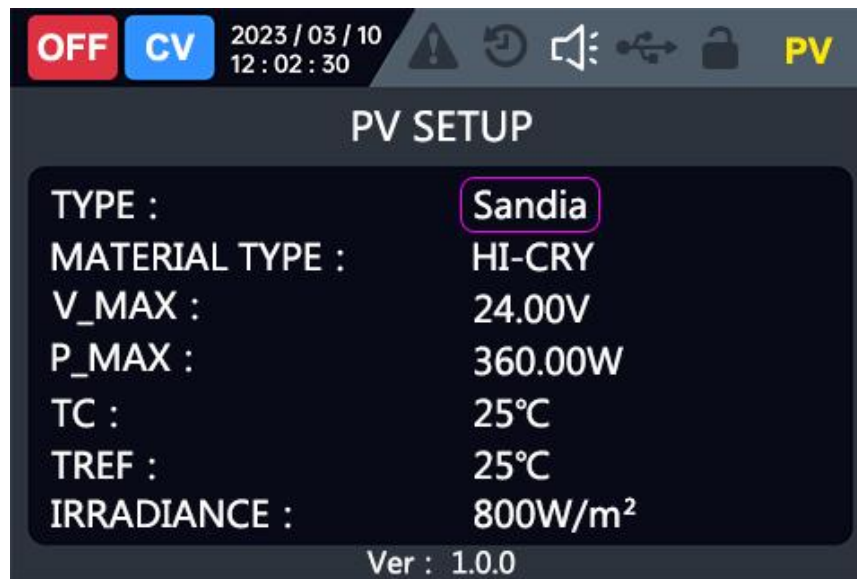 OFF CV 2023 / 03 / 10 PV
12 : 02 : 30
PV SETUP
TYPE : Sandia
MATERIAL TYPE : HI-CRY
V_MAX : 24.00V
P_MAX : 360.00W
TC : 25℃
TREF : 25℃
IRRADIANCE : 800W/m²
Ver : 1.0.0